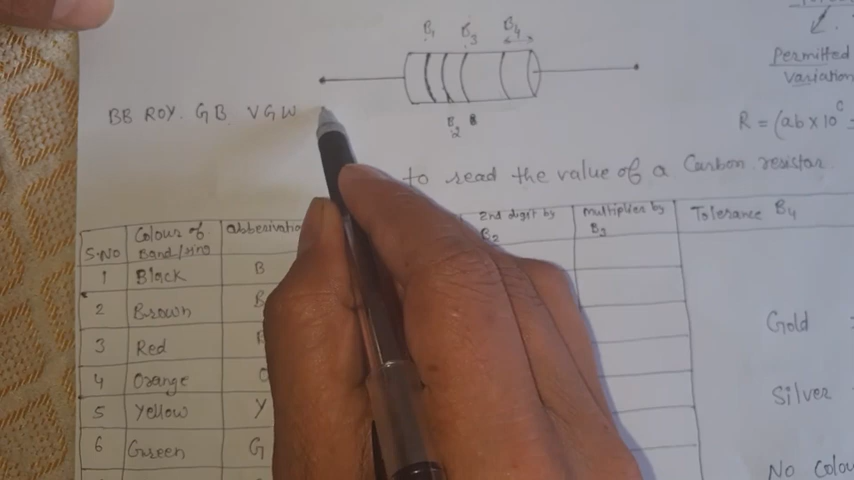 B1 B3 B4
Permitted
Variation
BB ROY. GB. VGW
B2
R = (ab x 10^c
to read the value of a Carbon resistor
S.No Colour of Band/ring 2nd digit by B2 multiplier by B3 Tolerance B4
1 Black B
2 Brown
3 Red
Gold
4 Orange
5 Yellow Y
Silver
6 Green G
No Colou